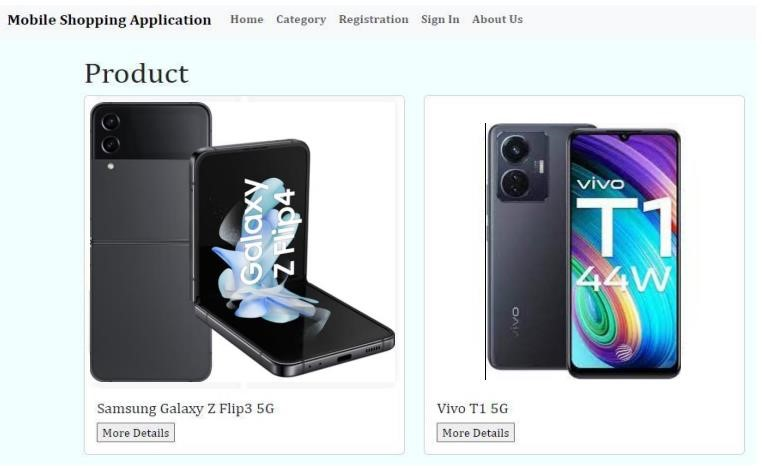 Mobile Shopping Application Home Category Registration Sign In About Us
Product
Galaxy
Z Flip4
vivo
T1
44W
vivo
Samsung Galaxy Z Flip3 5G
More Details
Vivo T1 5G
More Details